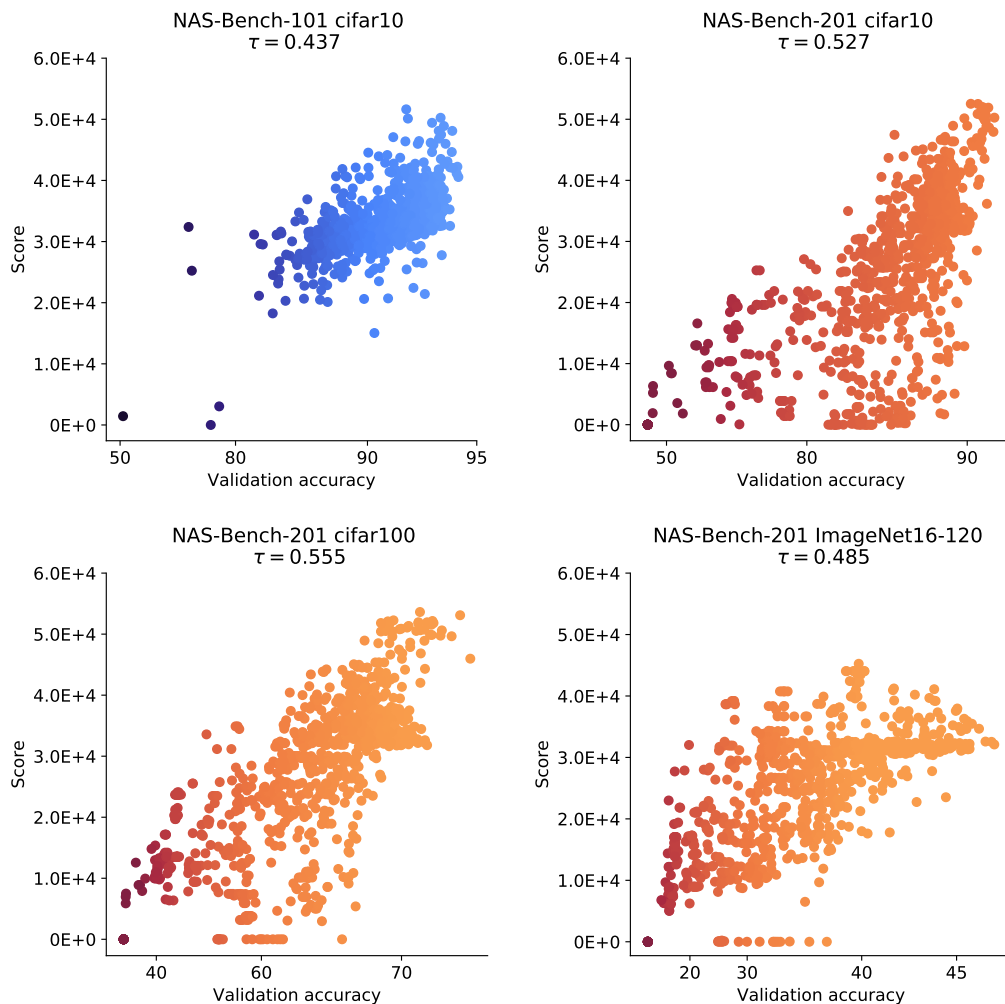 NAS-Bench-101 cifar10
τ = 0.437
6.0E+4
5.0E+4
4.0E+4
3.0E+4
2.0E+4
1.0E+4
0E+0
Score
50 80 90 95
Validation accuracy
NAS-Bench-201 cifar10
τ = 0.527
6.0E+4
5.0E+4
4.0E+4
3.0E+4
2.0E+4
1.0E+4
0E+0
Score
50 80 90
Validation accuracy
NAS-Bench-201 cifar100
τ = 0.555
6.0E+4
5.0E+4
4.0E+4
3.0E+4
2.0E+4
1.0E+4
0E+0
Score
40 60 70
Validation accuracy
NAS-Bench-201 ImageNet16-120
τ = 0.485
6.0E+4
5.0E+4
4.0E+4
3.0E+4
2.0E+4
1.0E+4
0E+0
Score
20 30 40 45
Validation accuracy